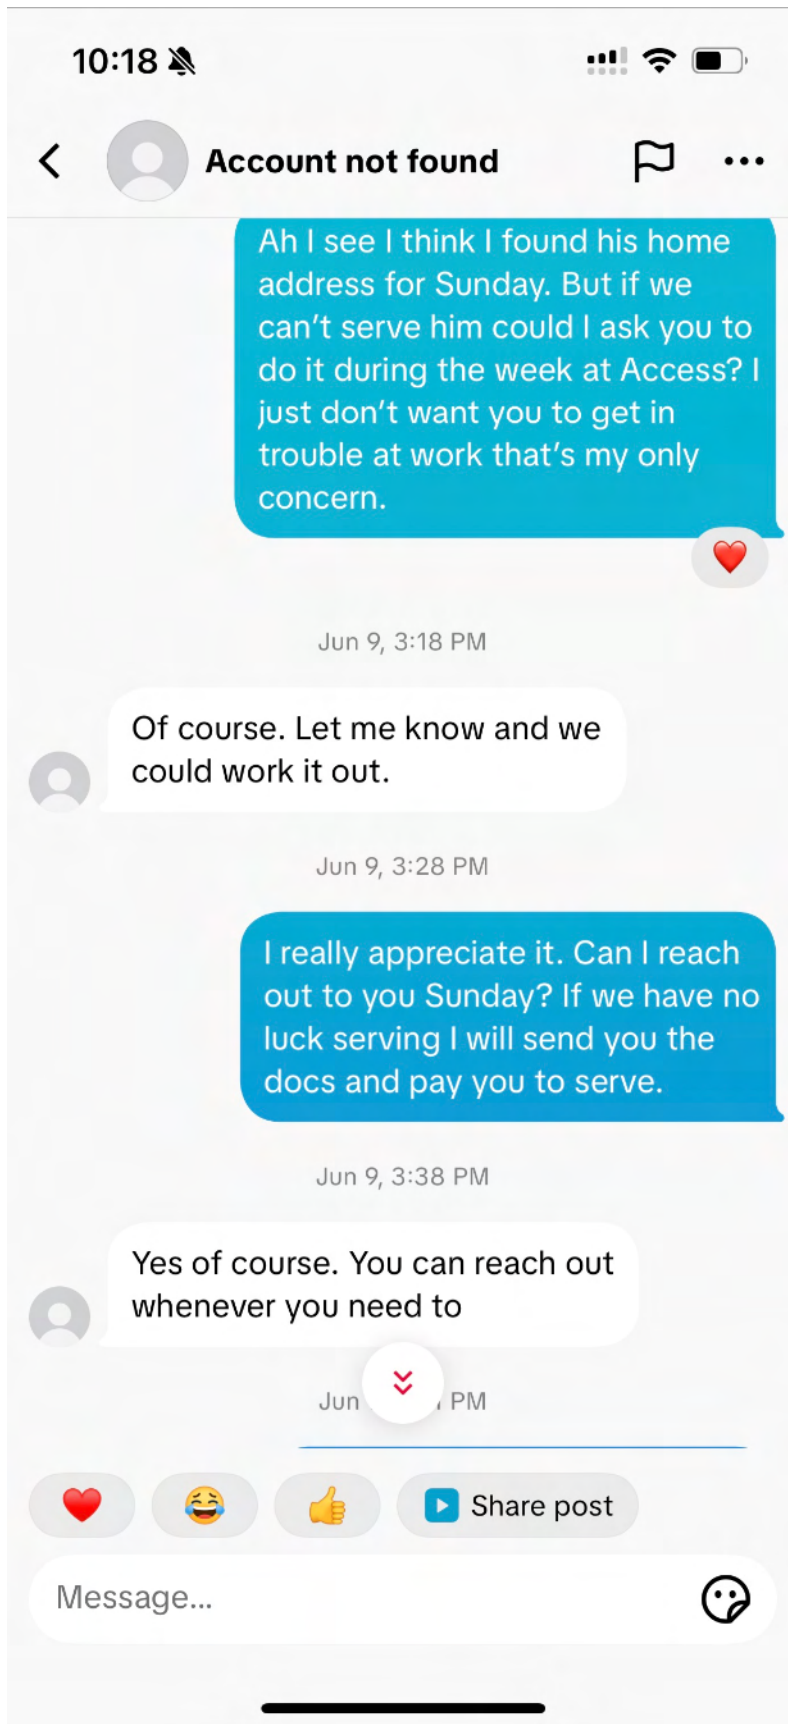 10:18
Account not found
Ah I see I think I found his home
address for Sunday. But if we
can't serve him could I ask you to
do it during the week at Access? I
just don't want you to get in
trouble at work that's my only
concern.
Jun 9, 3:18 PM
Of course. Let me know and we
could work it out.
Jun 9, 3:28 PM
I really appreciate it. Can I reach
out to you Sunday? If we have no
luck serving I will send you the
docs and pay you to serve.
Jun 9, 3:38 PM
Yes of course. You can reach out
whenever you need to
Jun PM
Share post
Message...